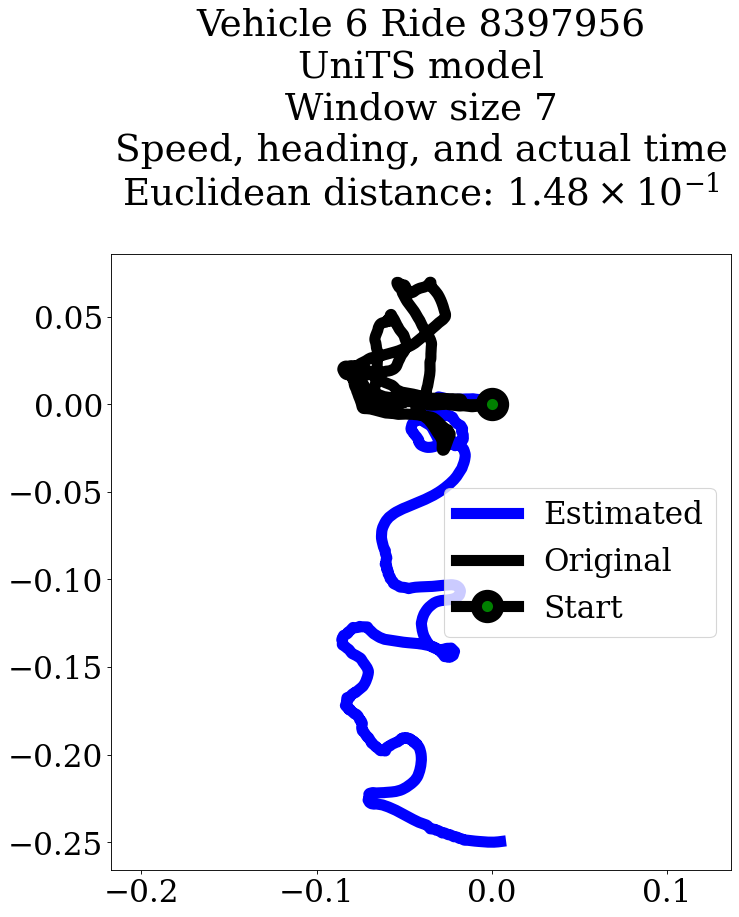 Vehicle 6 Ride 8397956
UniTS model
Window size 7
Speed, heading, and actual time
Euclidean distance: 1.48 × 10⁻¹
0.05
0.00
−0.05
−0.10
−0.15
−0.20
−0.25
Estimated
Original
Start
−0.2 −0.1 0.0 0.1